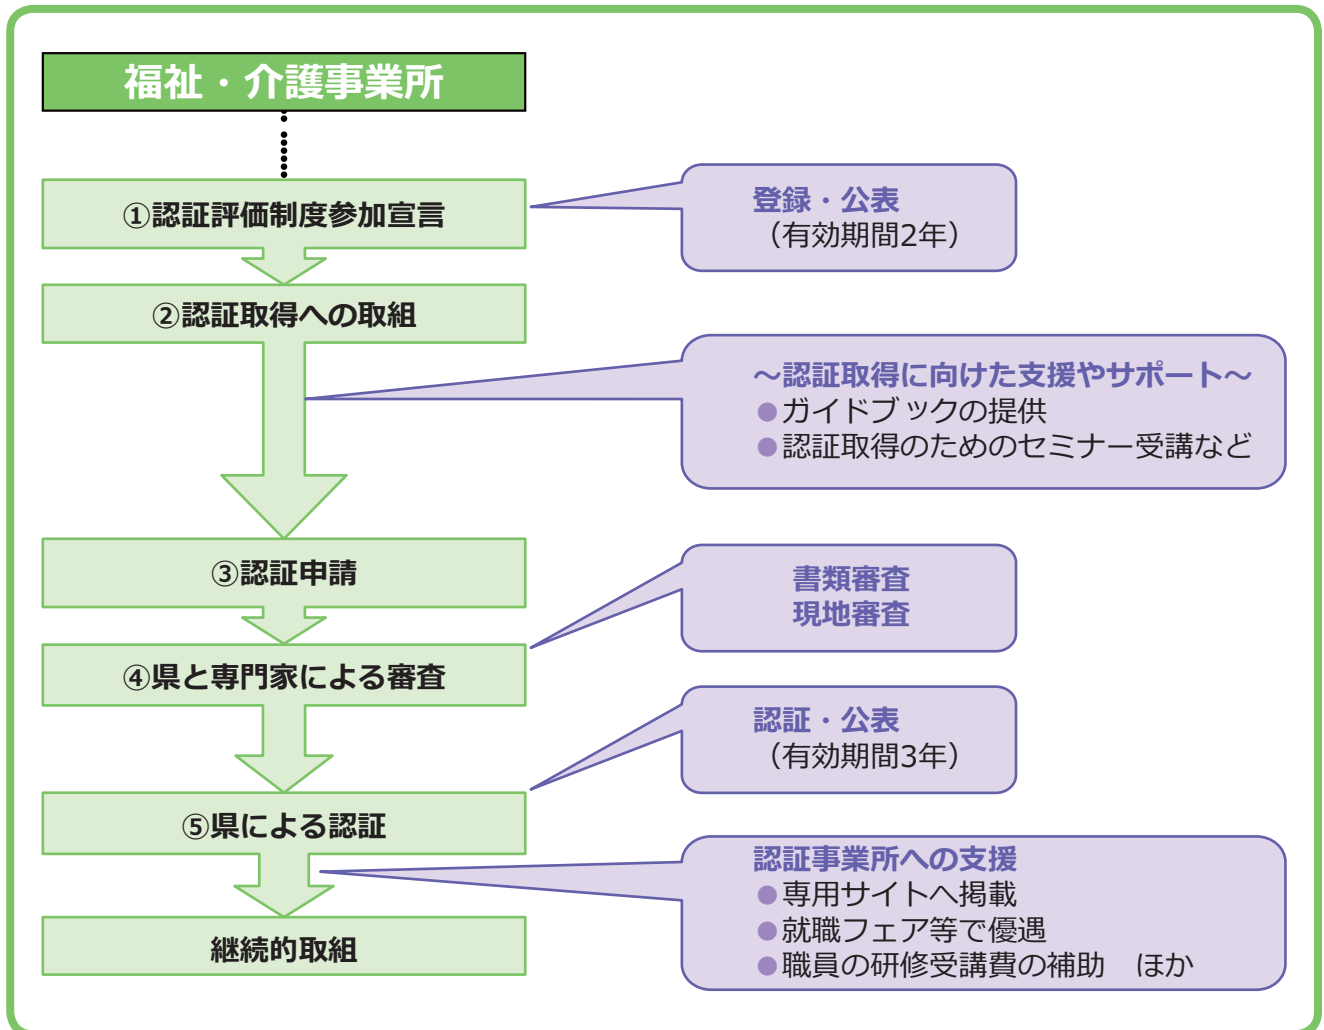 福祉・介護事業所
①認証評価制度参加宣言
登録・公表
（有効期間2年）
②認証取得への取組
～認証取得に向けた支援やサポート～
●ガイドブックの提供
●認証取得のためのセミナー受講など
③認証申請
書類審査
現地審査
④県と専門家による審査
認証・公表
（有効期間3年）
⑤県による認証
認証事業所への支援
●専用サイトへ掲載
●就職フェア等で優遇
●職員の研修受講費の補助　ほか
継続的取組